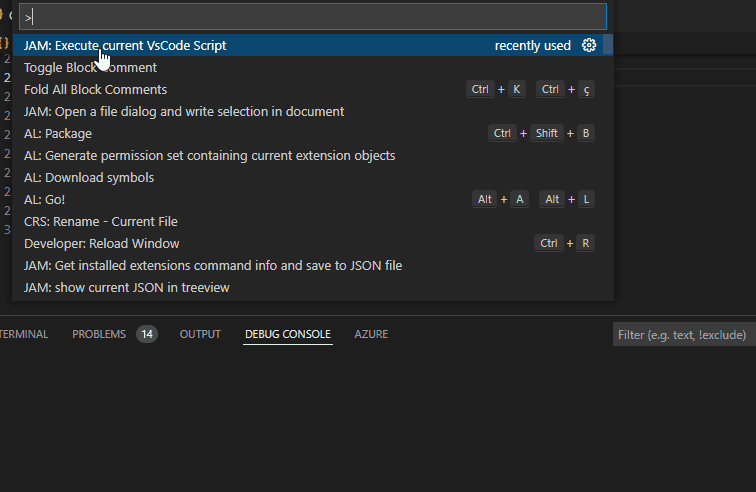 >
JAM: Execute current VsCode Script recently used
Toggle Block Comment
Fold All Block Comments Ctrl + K Ctrl + ç
JAM: Open a file dialog and write selection in document
AL: Package Ctrl + Shift + B
AL: Generate permission set containing current extension objects
AL: Download symbols
AL: Go! Alt + A Alt + L
CRS: Rename - Current File
Developer: Reload Window Ctrl + R
JAM: Get installed extensions command info and save to JSON file
JAM: show current JSON in treeview
TERMINAL PROBLEMS 14 OUTPUT DEBUG CONSOLE AZURE Filter (e.g. text, !exclude)